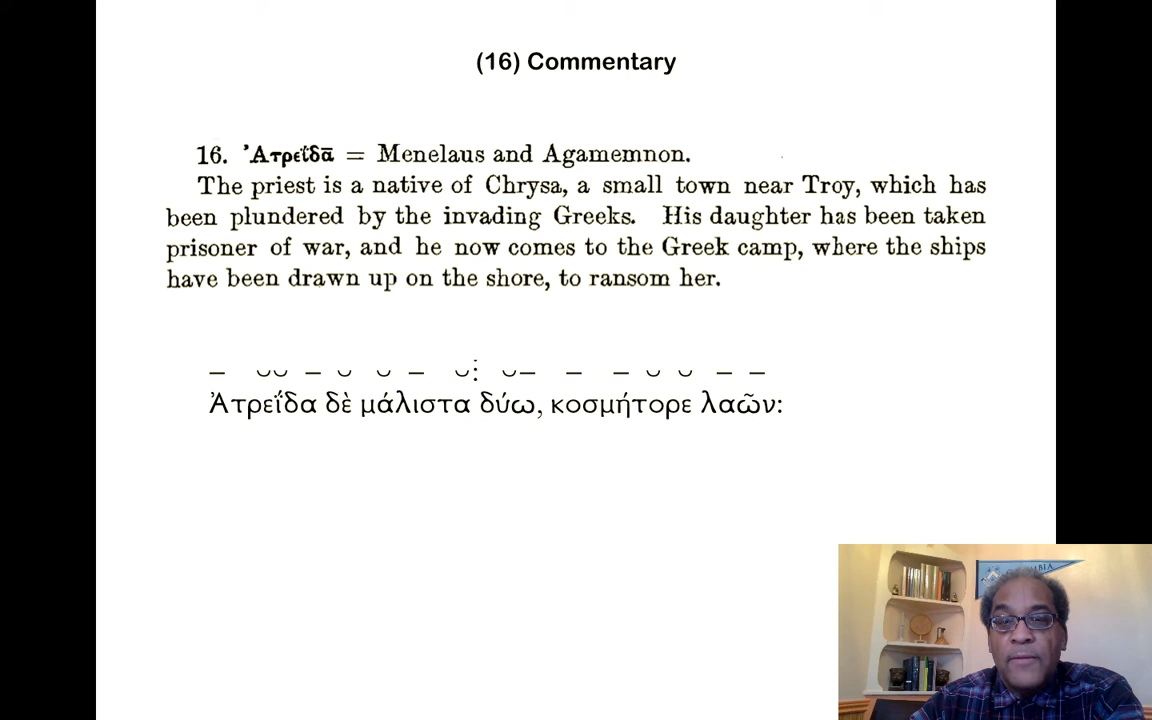 (16) Commentary
16. Ἀτρεΐδᾱ = Menelaus and Agamemnon.
The priest is a native of Chrysa, a small town near Troy, which has
been plundered by the invading Greeks. His daughter has been taken
prisoner of war, and he now comes to the Greek camp, where the ships
have been drawn up on the shore, to ransom her.
– ⏑⏑ – ⏑ ⏑ – ⏑⋮ ⏑– – – ⏑ ⏑ – –
Ἀτρεΐδα δὲ μάλιστα δύω, κοσμήτορε λαῶν: